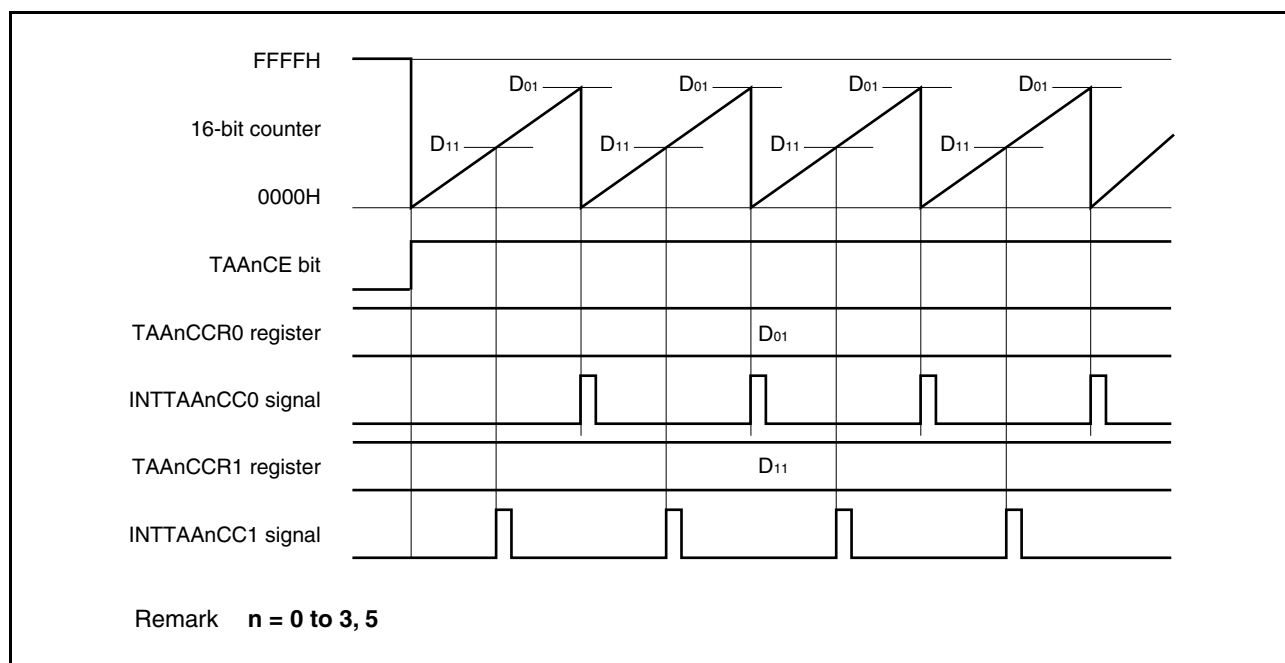 FFFFH
D01 D01 D01 D01
16-bit counter
D11 D11 D11 D11
0000H
TAAnCE bit
TAAnCCR0 register
D01
INTTAAnCC0 signal
TAAnCCR1 register
D11
INTTAAnCC1 signal
Remark n = 0 to 3, 5